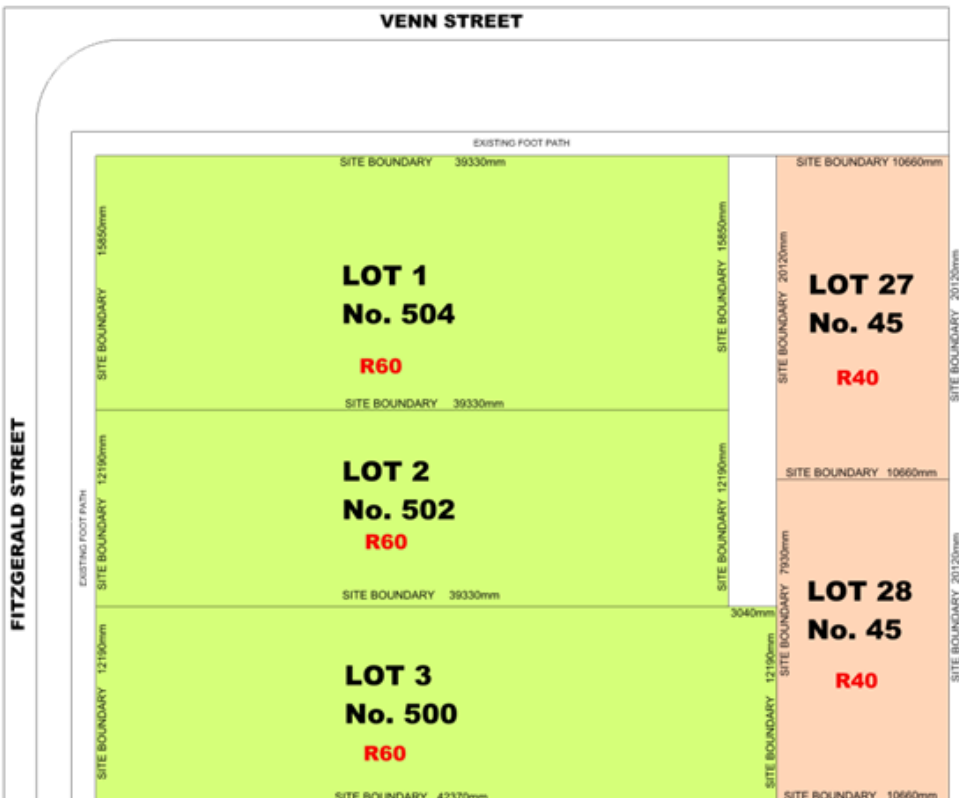 VENN STREET
EXISTING FOOT PATH
SITE BOUNDARY 39330mm
SITE BOUNDARY 10660mm
SITE BOUNDARY 15850mm
SITE BOUNDARY 15850mm
SITE BOUNDARY 20120mm
SITE BOUNDARY 20120mm
LOT 1
No. 504
R60
LOT 27
No. 45
R40
SITE BOUNDARY 39330mm
SITE BOUNDARY 12190mm
SITE BOUNDARY 12190mm
LOT 2
No. 502
R60
SITE BOUNDARY 10660mm
FITZGERALD STREET
EXISTING FOOT PATH
SITE BOUNDARY 39330mm
3040mm
SITE BOUNDARY 7930mm
SITE BOUNDARY 20120mm
LOT 28
No. 45
R40
SITE BOUNDARY 12190mm
SITE BOUNDARY 12190mm
LOT 3
No. 500
R60
SITE BOUNDARY 42370mm
SITE BOUNDARY 10660mm